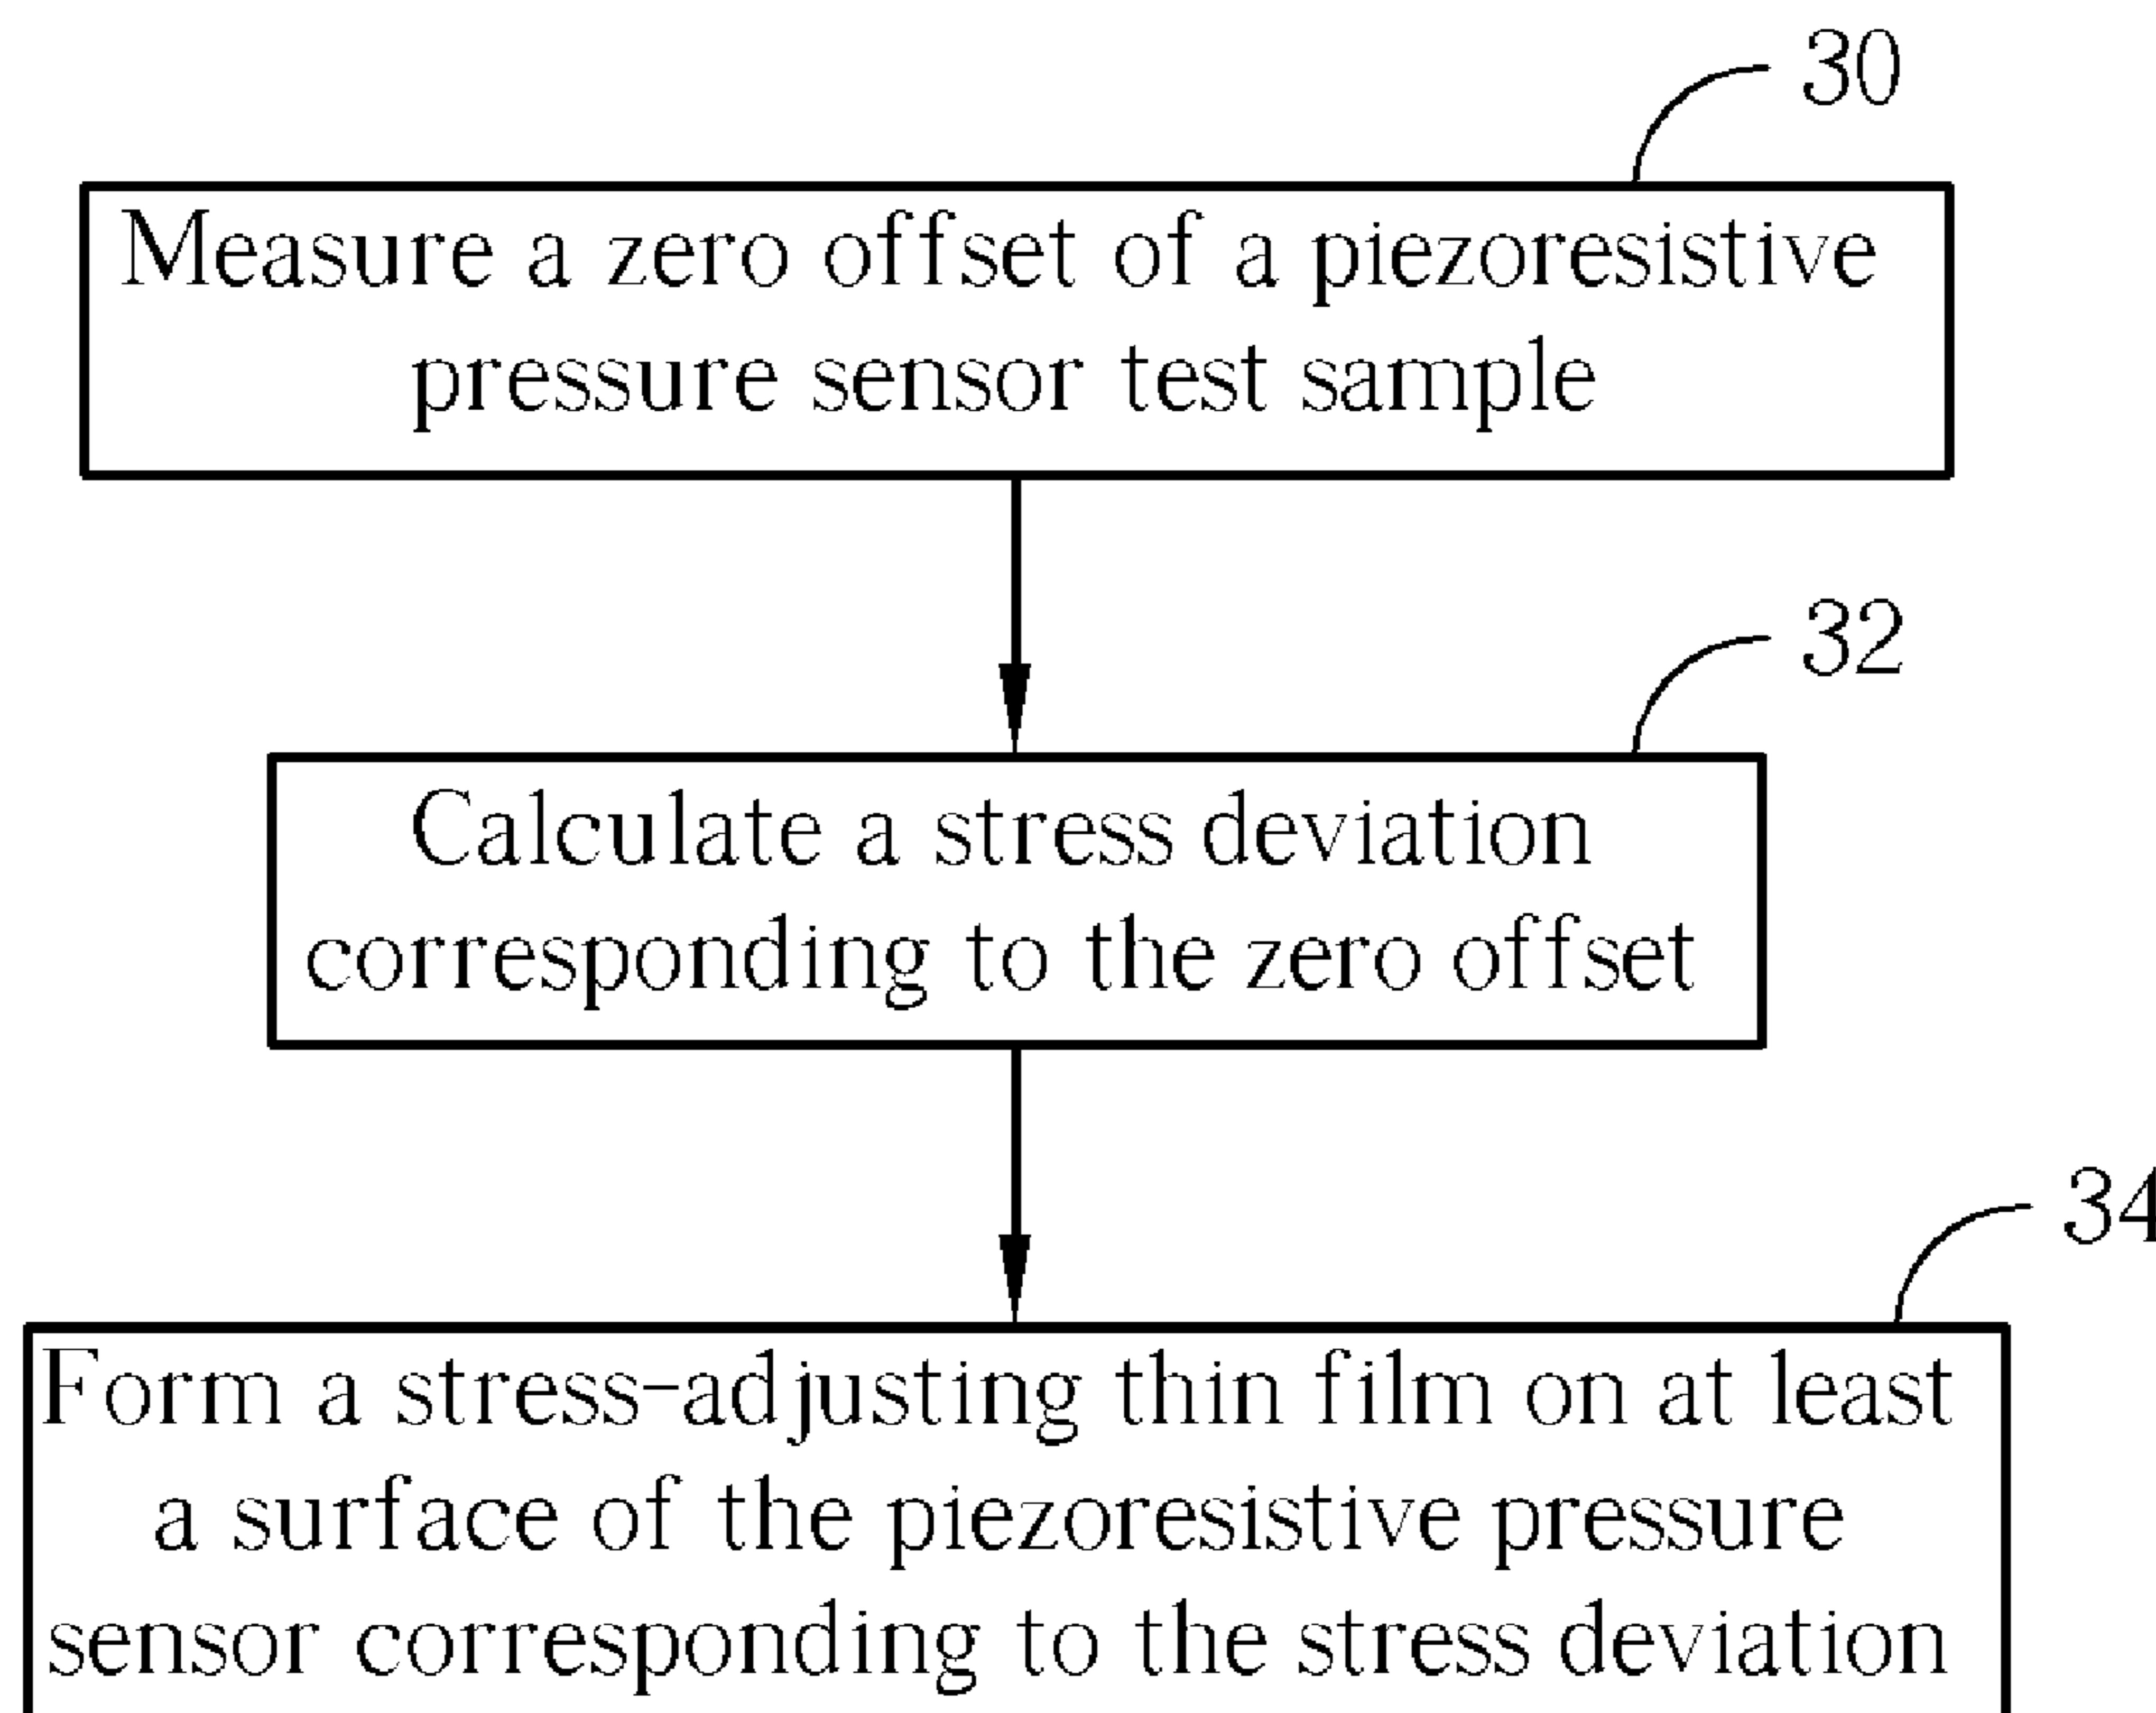 30
Measure a zero offset of a piezoresistive
pressure sensor test sample
32
Calculate a stress deviation
corresponding to the zero offset
34
Form a stress-adjusting thin film on at least
a surface of the piezoresistive pressure
sensor corresponding to the stress deviation